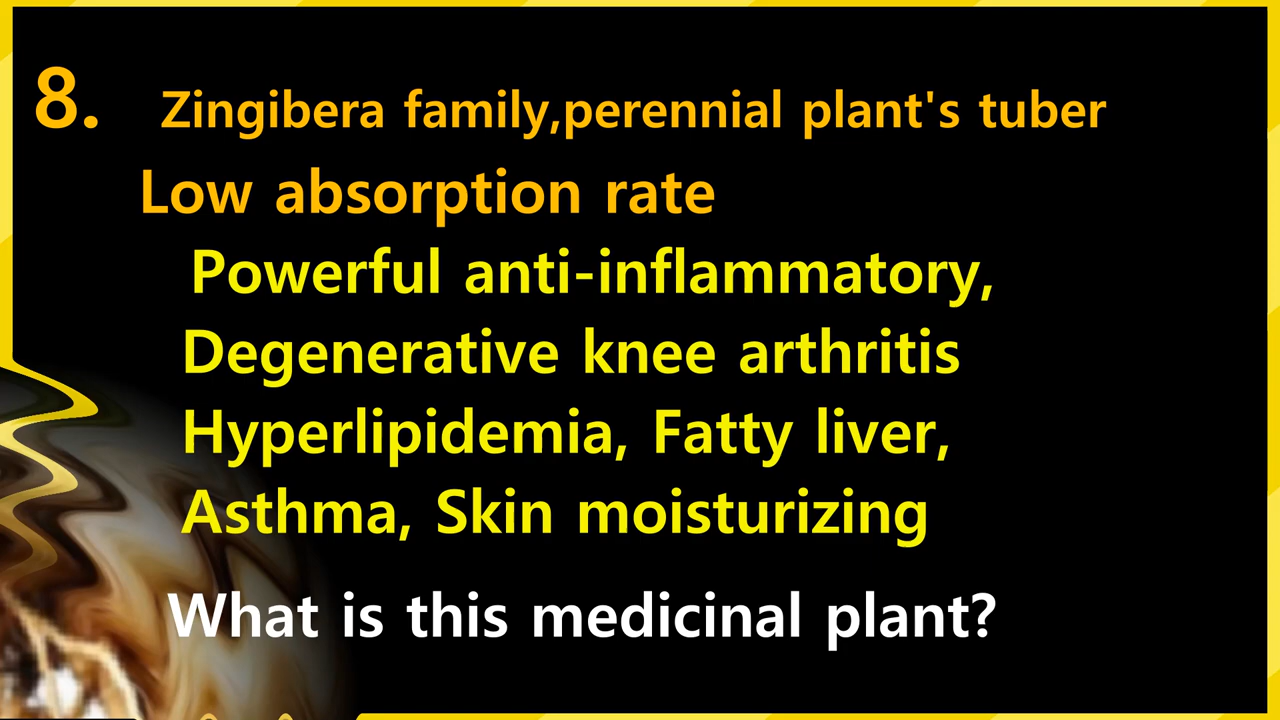 8. Zingibera family,perennial plant's tuber
Low absorption rate
Powerful anti-inflammatory,
Degenerative knee arthritis
Hyperlipidemia, Fatty liver,
Asthma, Skin moisturizing
What is this medicinal plant?